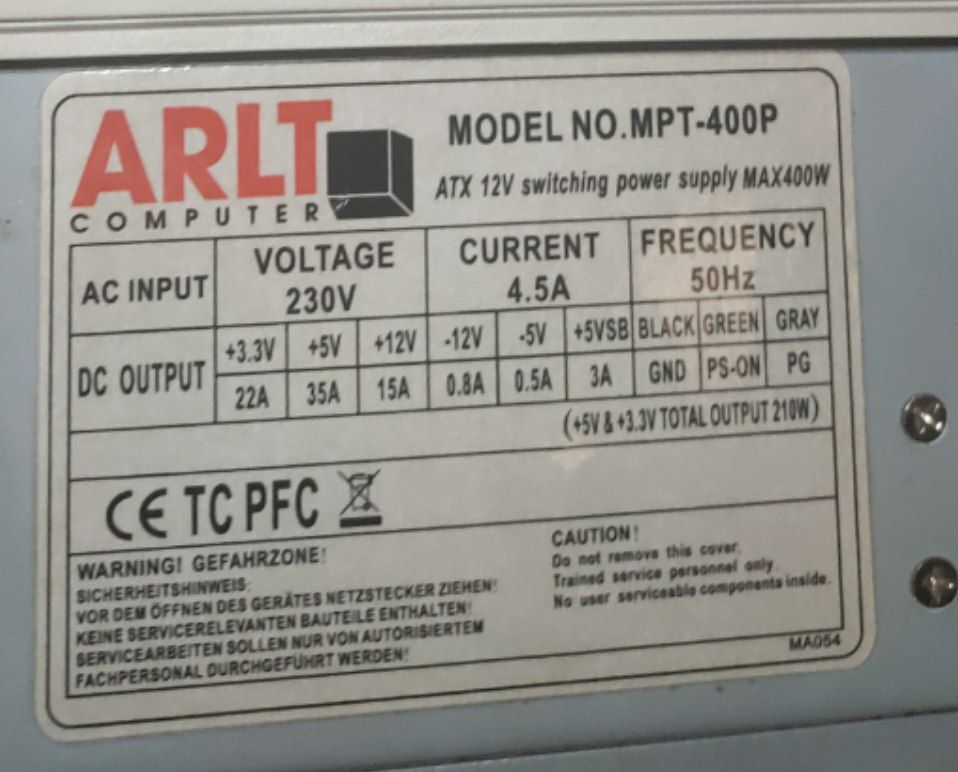 ARLT
COMPUTER
MODEL NO.MPT-400P
ATX 12V switching power supply MAX400W
AC INPUT VOLTAGE 230V CURRENT 4.5A FREQUENCY 50Hz
DC OUTPUT +3.3V +5V +12V -12V -5V +5VSB BLACK GREEN GRAY
22A 35A 15A 0.8A 0.5A 3A GND PS-ON PG
(+5V & +3.3V TOTAL OUTPUT 210W)
CE TC PFC
WARNING! GEFAHRZONE!
SICHERHEITSHINWEIS:
VOR DEM ÖFFNEN DES GERÄTES NETZSTECKER ZIEHEN!
KEINE SERVICERELEVANTEN BAUTEILE ENTHALTEN!
SERVICEARBEITEN SOLLEN NUR VON AUTORISIERTEM
FACHPERSONAL DURCHGEFÜHRT WERDEN!
CAUTION!
Do not remove this cover.
Trained service personnel only.
No user serviceable components inside.
MA054